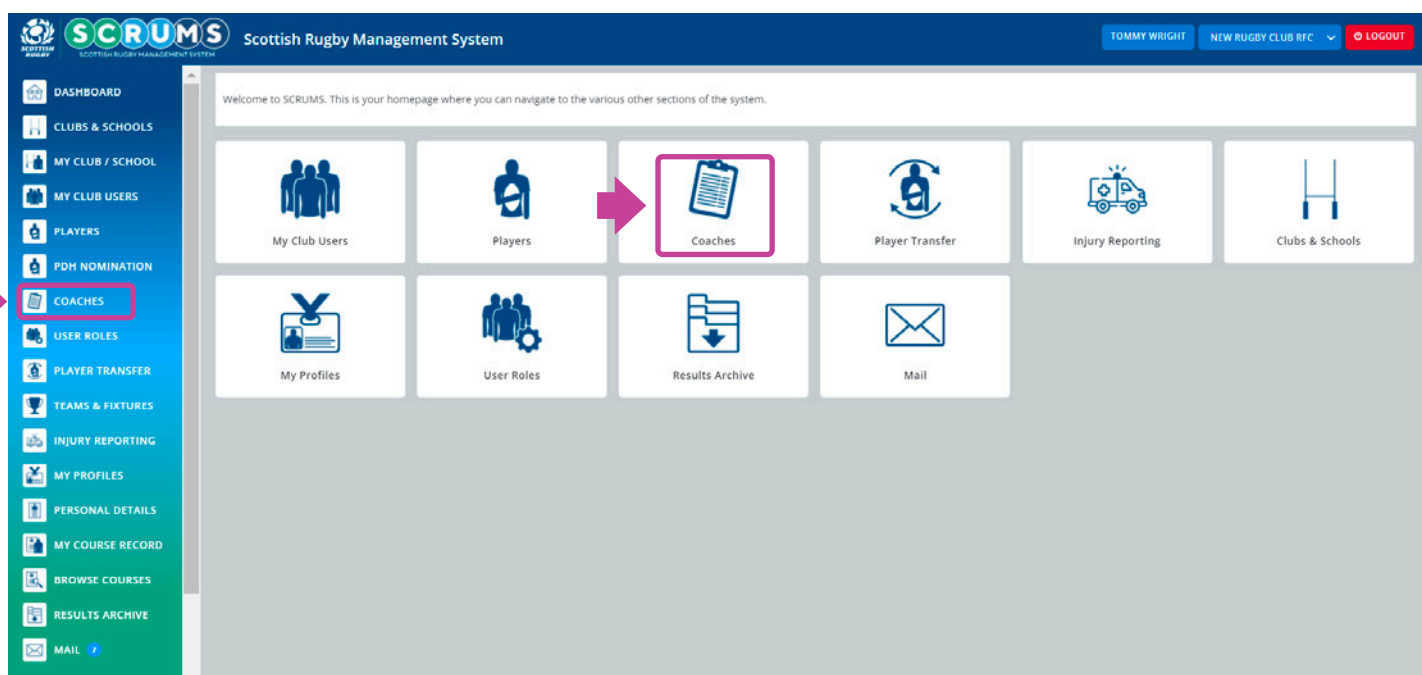 SCOTTISH
RUGBY
SCRUMS
SCOTTISH RUGBY MANAGEMENT SYSTEM
Scottish Rugby Management System
TOMMY WRIGHT
NEW RUGBY CLUB RFC
LOGOUT
DASHBOARD
CLUBS & SCHOOLS
MY CLUB / SCHOOL
MY CLUB USERS
PLAYERS
PDH NOMINATION
COACHES
USER ROLES
PLAYER TRANSFER
TEAMS & FIXTURES
INJURY REPORTING
MY PROFILES
PERSONAL DETAILS
MY COURSE RECORD
BROWSE COURSES
RESULTS ARCHIVE
MAIL 7
Welcome to SCRUMS. This is your homepage where you can navigate to the various other sections of the system.
My Club Users
Players
Coaches
Player Transfer
Injury Reporting
Clubs & Schools
My Profiles
User Roles
Results Archive
Mail